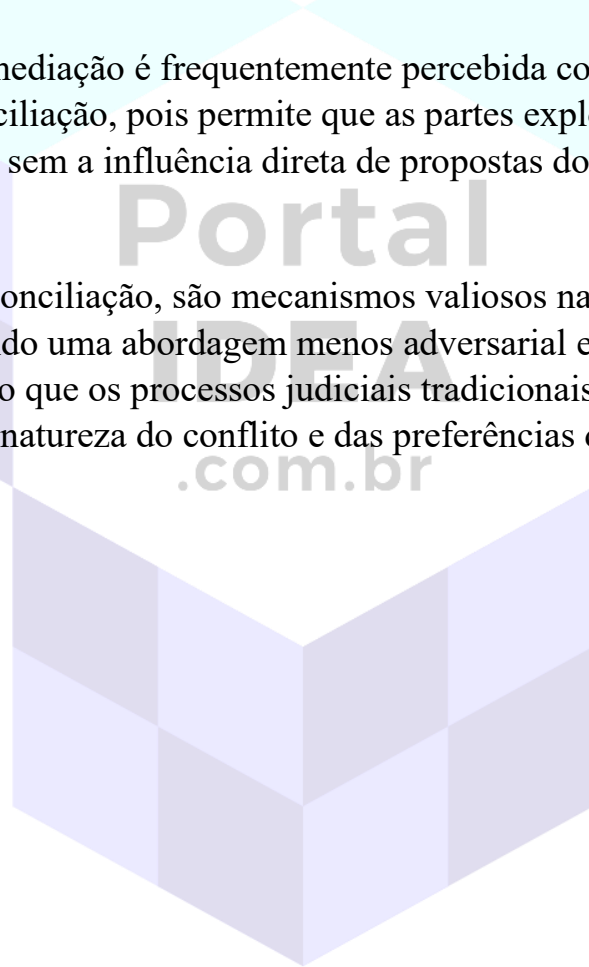 mediação é frequentemente percebida co
ciliação, pois permite que as partes expl
sem a influência direta de propostas do
Portal
onciliação, são mecanismos valiosos na
do uma abordagem menos adversarial e
o que os processos judiciais tradicionais
IDEA
natureza do conflito e das preferências
.com.br